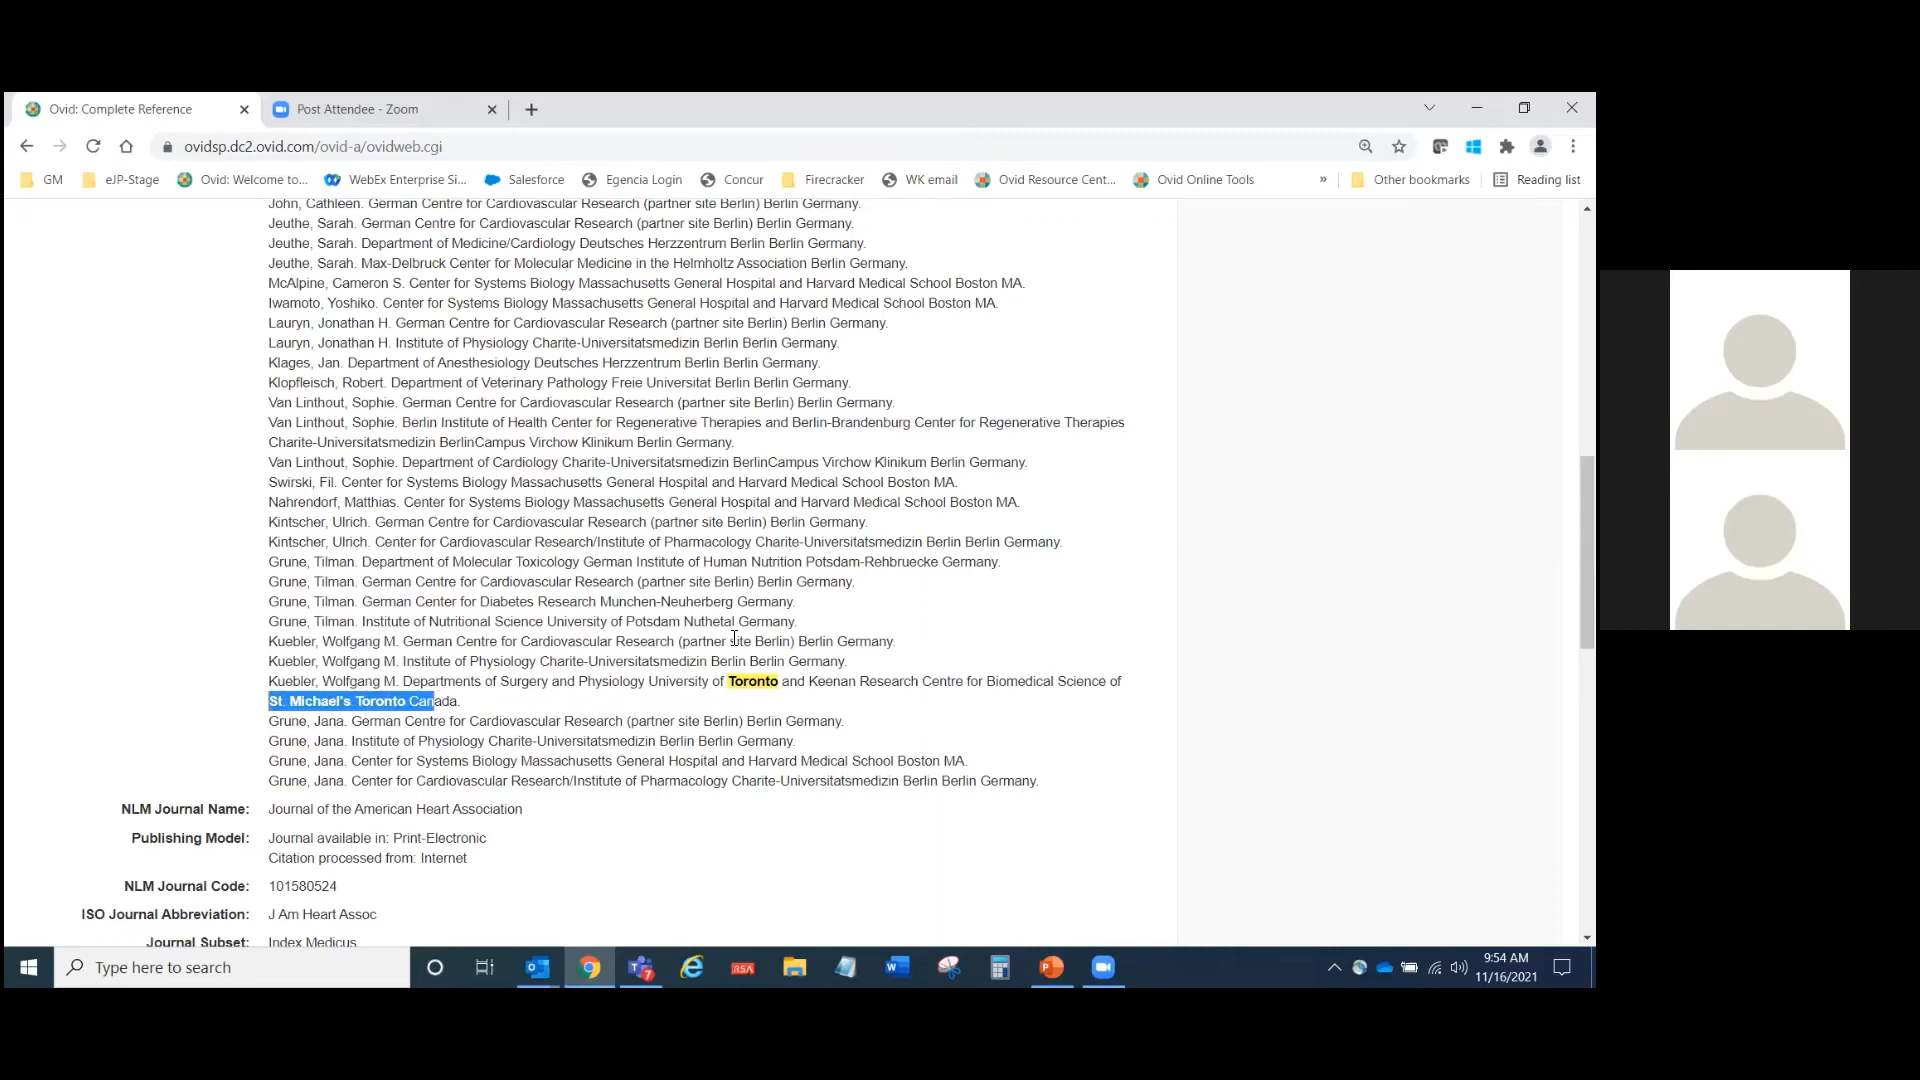 Ovid: Complete Reference
Post Attendee - Zoom
ovidsp.dc2.ovid.com/ovid-a/ovidweb.cgi
GM
eJP-Stage
Ovid: Welcome to...
WebEx Enterprise Si...
Salesforce
Egencia Login
Concur
Firecracker
WK email
Ovid Resource Cent...
Ovid Online Tools
»
Other bookmarks
Reading list
John, Cathleen. German Centre for Cardiovascular Research (partner site Berlin) Berlin Germany.
Jeuthe, Sarah. German Centre for Cardiovascular Research (partner site Berlin) Berlin Germany.
Jeuthe, Sarah. Department of Medicine/Cardiology Deutsches Herzzentrum Berlin Berlin Germany.
Jeuthe, Sarah. Max-Delbruck Center for Molecular Medicine in the Helmholtz Association Berlin Germany.
McAlpine, Cameron S. Center for Systems Biology Massachusetts General Hospital and Harvard Medical School Boston MA.
Iwamoto, Yoshiko. Center for Systems Biology Massachusetts General Hospital and Harvard Medical School Boston MA.
Lauryn, Jonathan H. German Centre for Cardiovascular Research (partner site Berlin) Berlin Germany.
Lauryn, Jonathan H. Institute of Physiology Charite-Universitatsmedizin Berlin Berlin Germany.
Klages, Jan. Department of Anesthesiology Deutsches Herzzentrum Berlin Berlin Germany.
Klopfleisch, Robert. Department of Veterinary Pathology Freie Universitat Berlin Berlin Germany.
Van Linthout, Sophie. German Centre for Cardiovascular Research (partner site Berlin) Berlin Germany.
Van Linthout, Sophie. Berlin Institute of Health Center for Regenerative Therapies and Berlin-Brandenburg Center for Regenerative Therapies
Charite-Universitatsmedizin BerlinCampus Virchow Klinikum Berlin Germany.
Van Linthout, Sophie. Department of Cardiology Charite-Universitatsmedizin BerlinCampus Virchow Klinikum Berlin Germany.
Swirski, Fil. Center for Systems Biology Massachusetts General Hospital and Harvard Medical School Boston MA.
Nahrendorf, Matthias. Center for Systems Biology Massachusetts General Hospital and Harvard Medical School Boston MA.
Kintscher, Ulrich. German Centre for Cardiovascular Research (partner site Berlin) Berlin Germany.
Kintscher, Ulrich. Center for Cardiovascular Research/Institute of Pharmacology Charite-Universitatsmedizin Berlin Berlin Germany.
Grune, Tilman. Department of Molecular Toxicology German Institute of Human Nutrition Potsdam-Rehbruecke Germany.
Grune, Tilman. German Centre for Cardiovascular Research (partner site Berlin) Berlin Germany.
Grune, Tilman. German Center for Diabetes Research Munchen-Neuherberg Germany.
Grune, Tilman. Institute of Nutritional Science University of Potsdam Nuthetal Germany.
Kuebler, Wolfgang M. German Centre for Cardiovascular Research (partner site Berlin) Berlin Germany.
Kuebler, Wolfgang M. Institute of Physiology Charite-Universitatsmedizin Berlin Berlin Germany.
Kuebler, Wolfgang M. Departments of Surgery and Physiology University of Toronto and Keenan Research Centre for Biomedical Science of
St. Michael's Toronto Canada.
Grune, Jana. German Centre for Cardiovascular Research (partner site Berlin) Berlin Germany.
Grune, Jana. Institute of Physiology Charite-Universitatsmedizin Berlin Berlin Germany.
Grune, Jana. Center for Systems Biology Massachusetts General Hospital and Harvard Medical School Boston MA.
Grune, Jana. Center for Cardiovascular Research/Institute of Pharmacology Charite-Universitatsmedizin Berlin Berlin Germany.
NLM Journal Name: Journal of the American Heart Association
Publishing Model: Journal available in: Print-Electronic
Citation processed from: Internet
NLM Journal Code: 101580524
ISO Journal Abbreviation: J Am Heart Assoc
Journal Subset: Index Medicus
Type here to search
7
RSA
9:54 AM
11/16/2021